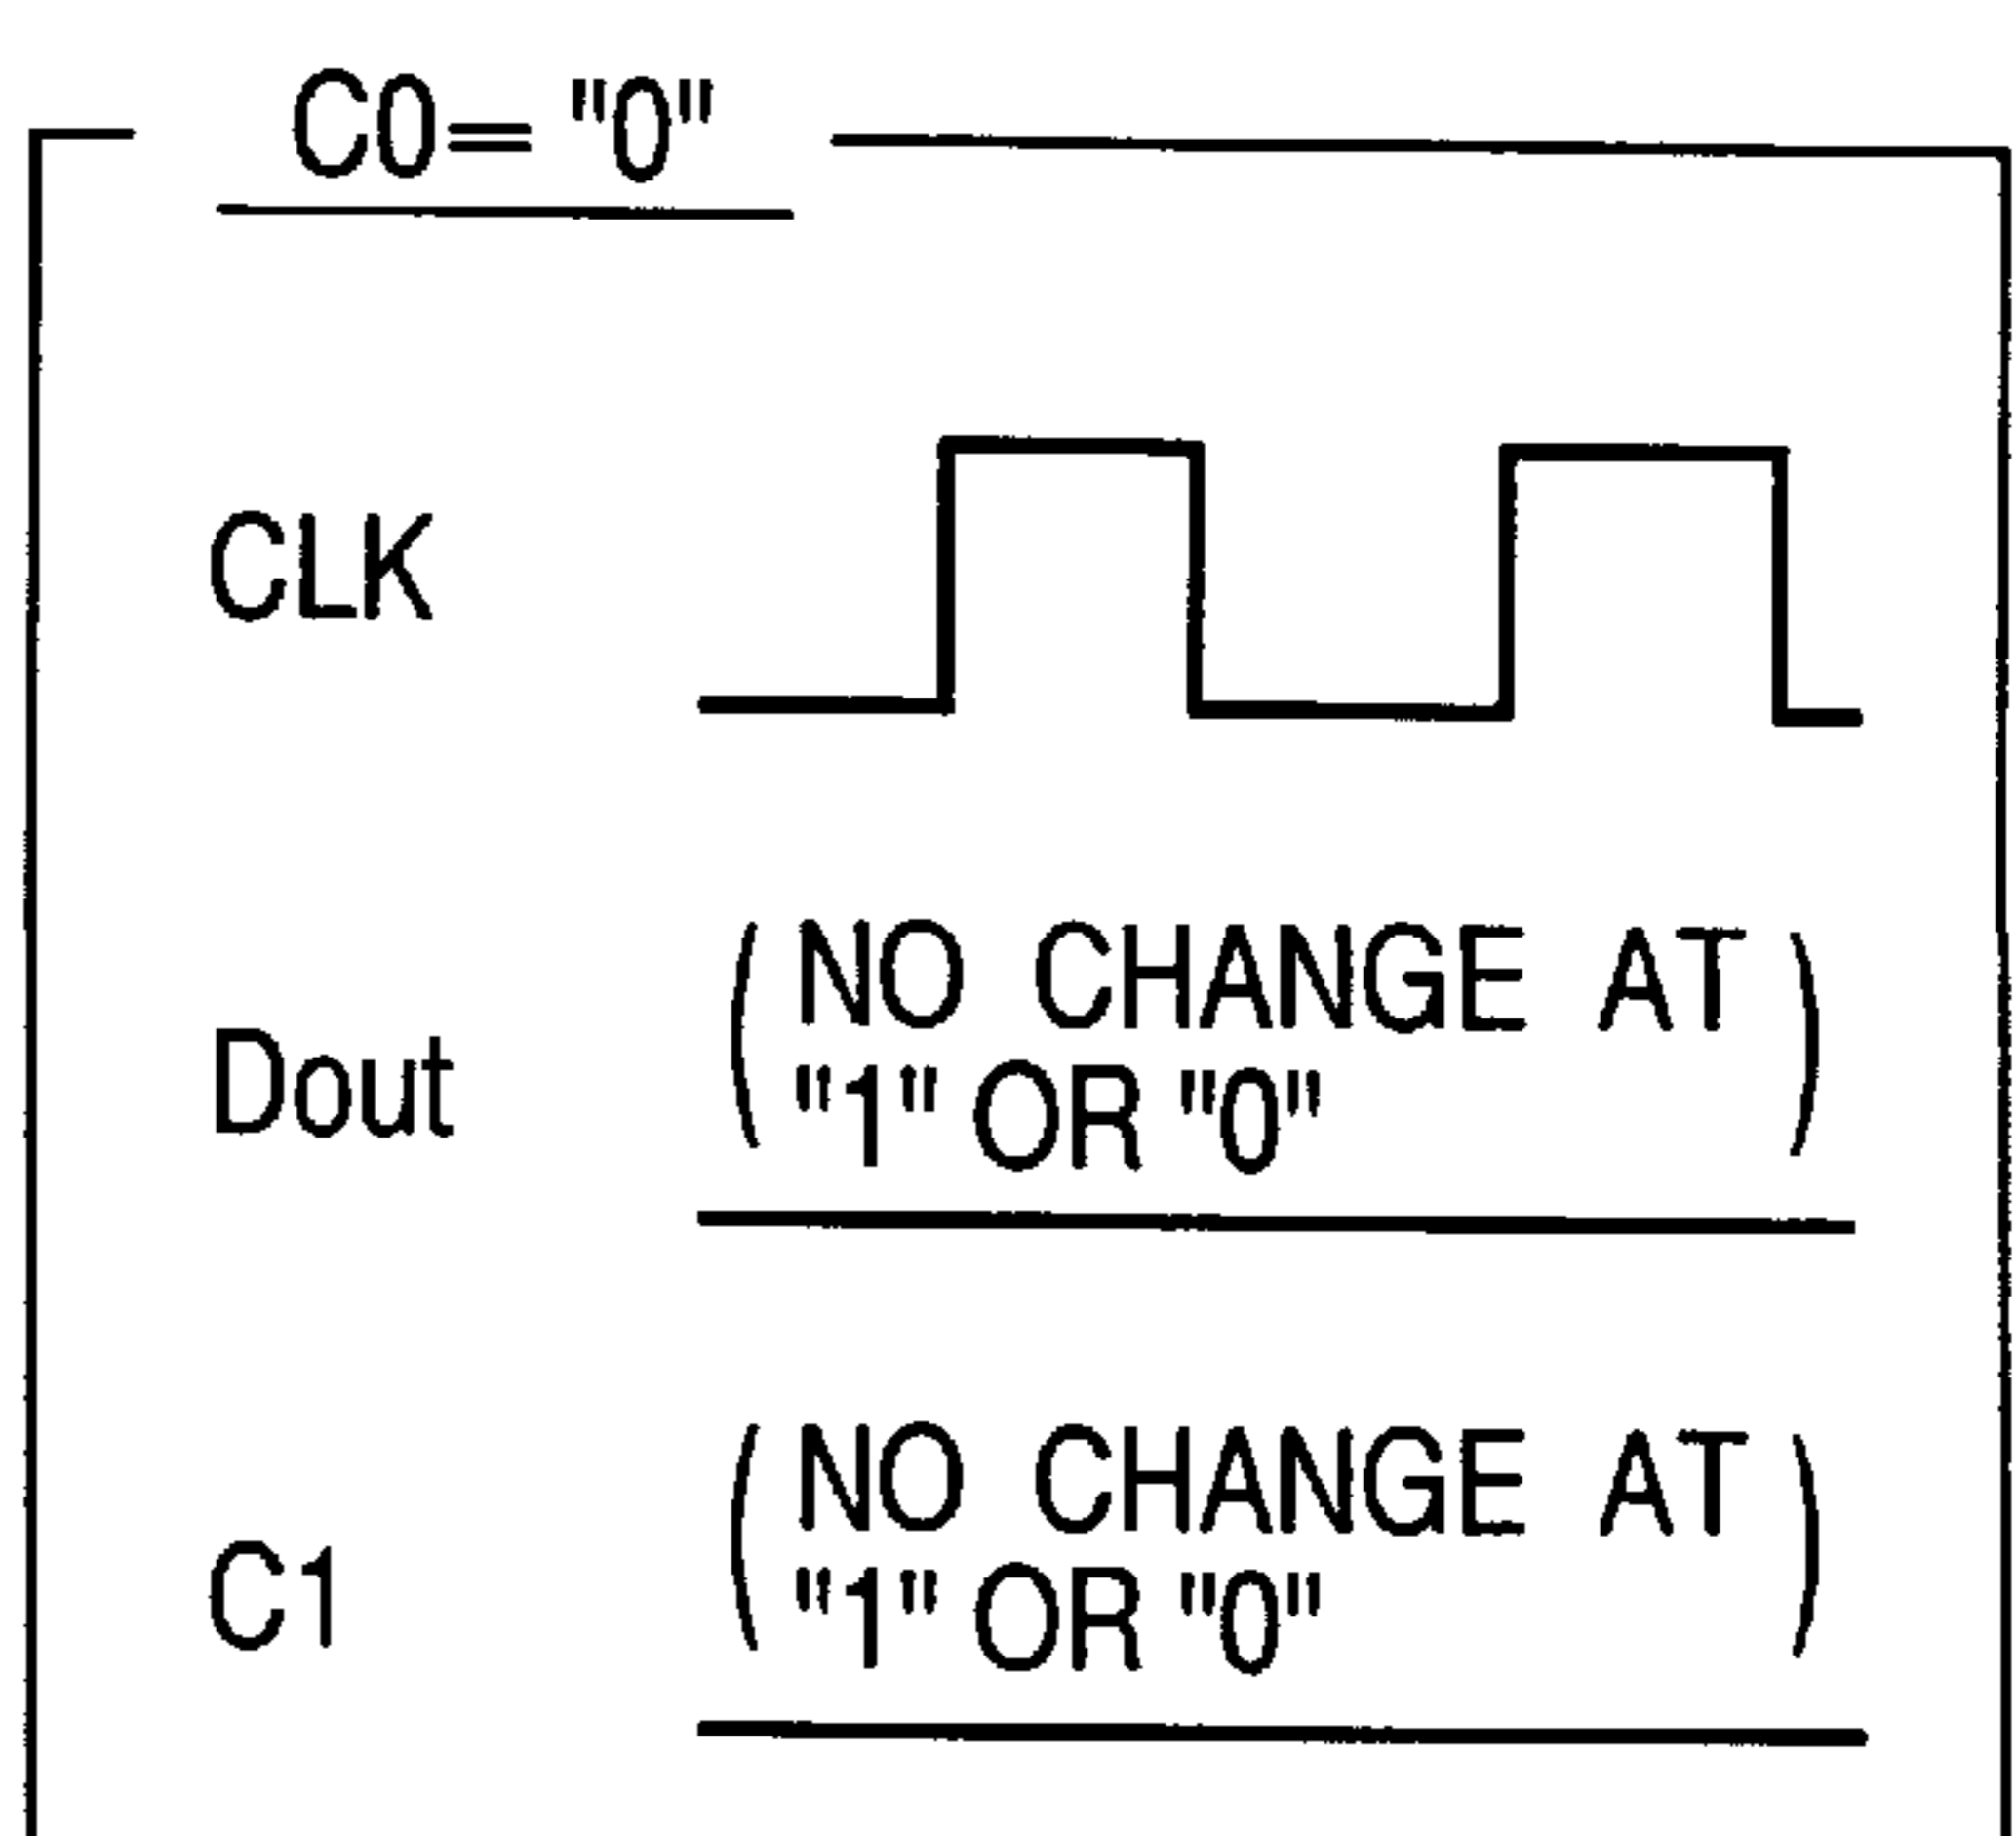 C0= "0"
CLK
Dout
( NO CHANGE AT )
"1" OR "0"
C1
( NO CHANGE AT )
"1" OR "0"